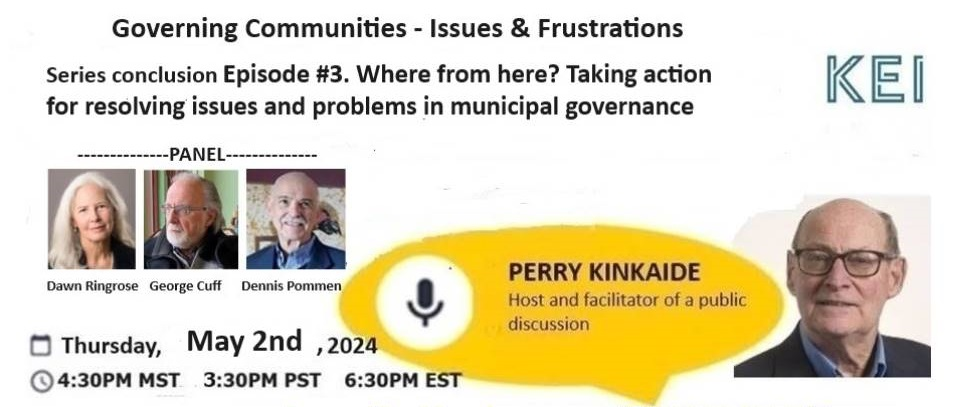 Governing Communities - Issues & Frustrations
Series conclusion Episode #3. Where from here? Taking action
for resolving issues and problems in municipal governance
KEI
--------------PANEL--------------
Dawn Ringrose George Cuff Dennis Pommen
PERRY KINKAIDE
Host and facilitator of a public
discussion
Thursday, May 2nd , 2024
4:30PM MST 3:30PM PST 6:30PM EST